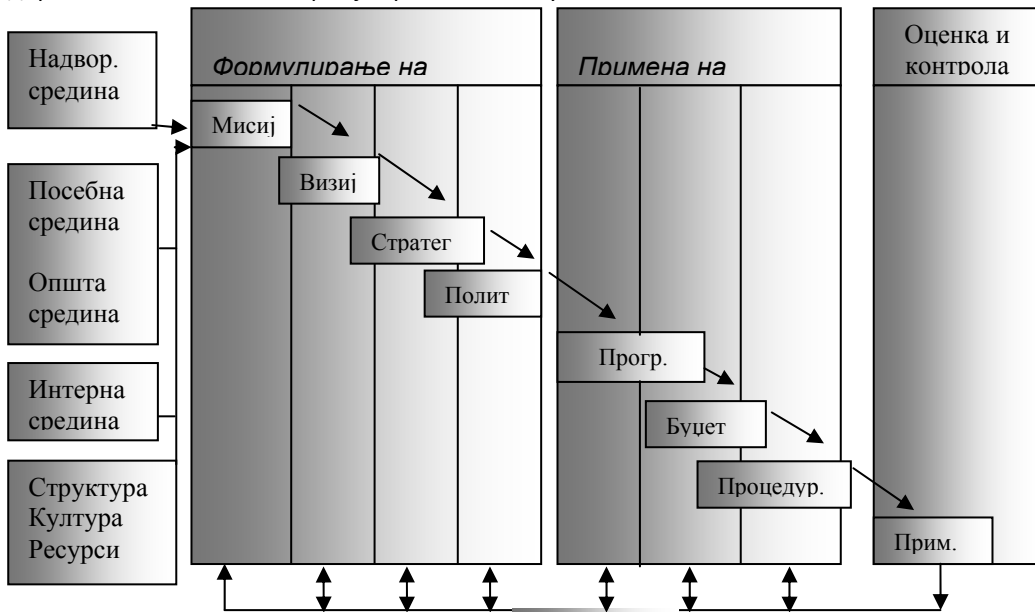 Надвор.
средина
Посебна
средина
Општа
средина
Интерна
средина
Структура
Култура
Ресурси
Формулирање на
Мисиј
Визиј
Стратег
Полит
Примена на
Прогр.
Буџет
Процедур.
Оценка и
контрола
Прим.